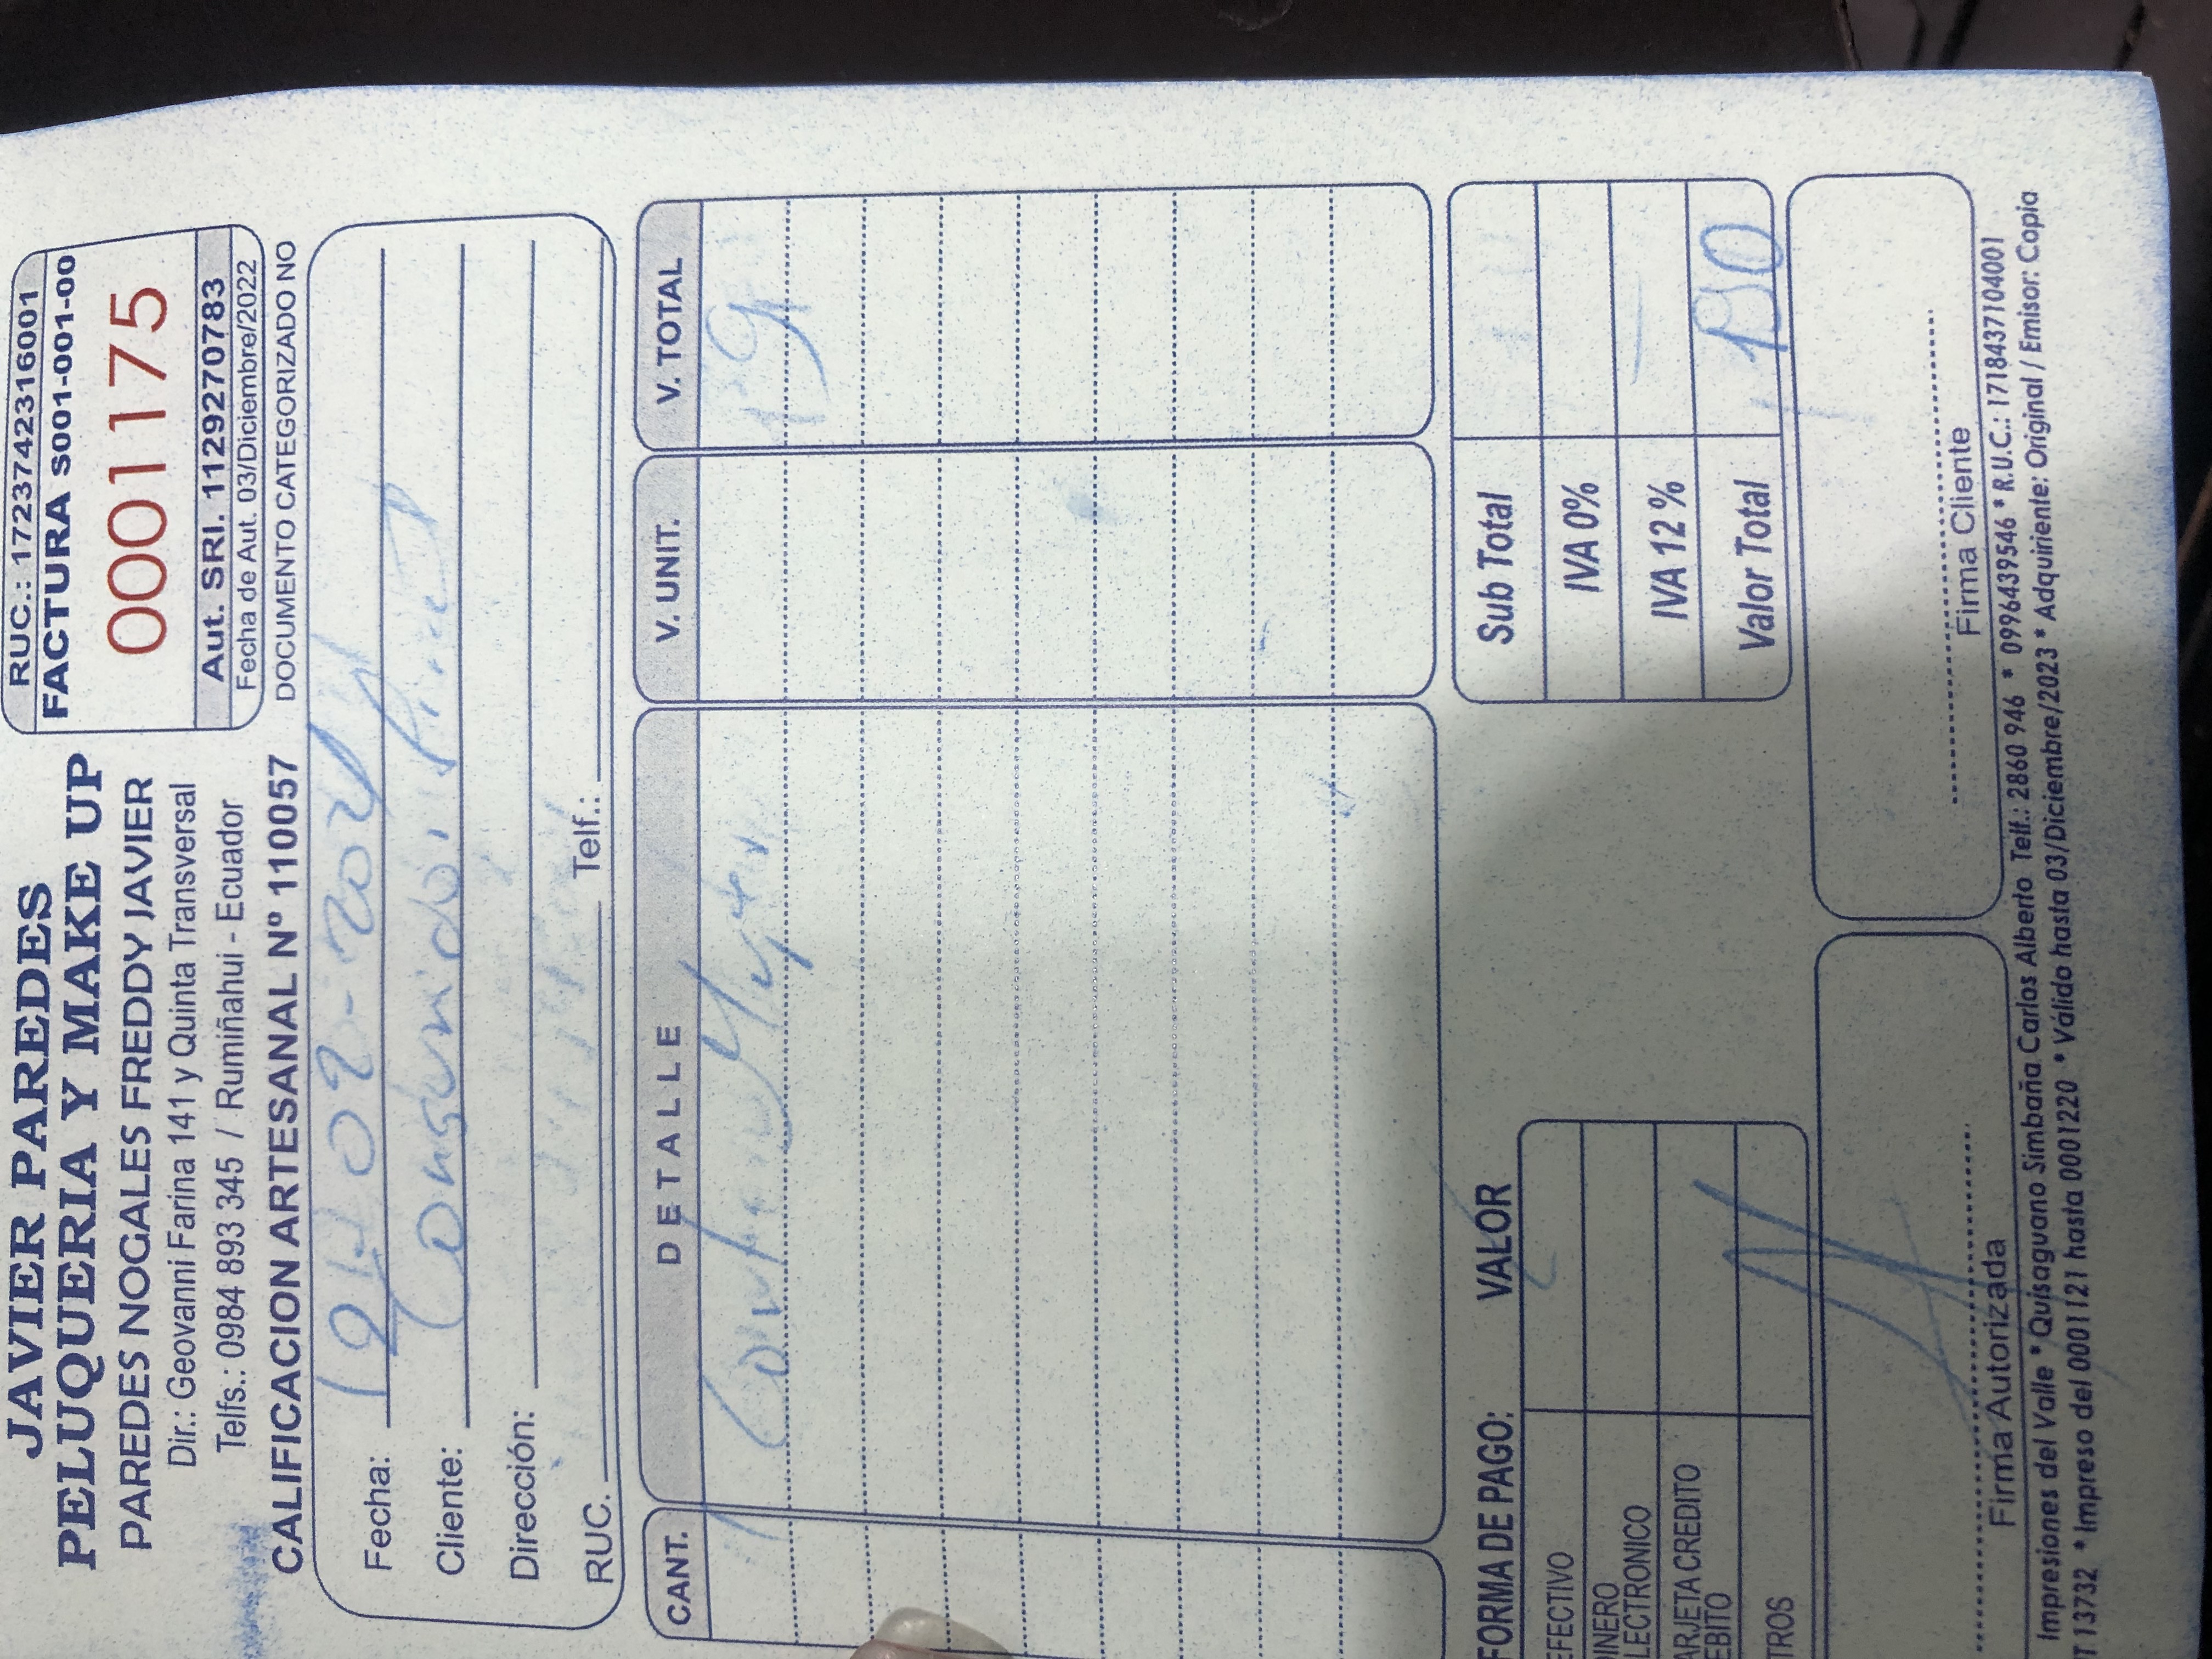 JAVIER PAREDES
PELUQUERIA Y MAKE UP
PAREDES NOGALES FREDDY JAVIER
Dir.: Geovanni Farina 141 y Quinta Transversal
Telfs.: 0984 893 345 / Rumiñahui - Ecuador
CALIFICACION ARTESANAL Nº 110057
RUC.: 1723742316001
FACTURA S001-001-00
0001175
Aut. SRI. 1129270783
Fecha de Aut. 03/Diciembre/2022
DOCUMENTO CATEGORIZADO NO
Fecha: 02-202
Cliente: Consumidor Final
Dirección:
RUC. Telf.:
CANT. DETALLE V. UNIT. V. TOTAL
1 Corte
FORMA DE PAGO: VALOR
EFECTIVO
DINERO
ELECTRONICO
ARJETA CREDITO
EBITO
TROS
Sub Total
IVA 0%
IVA 12 %
Valor Total
Firma Autorizada
Firma Cliente
Impresiones del Valle * Quisaguano Simbaña Carlos Alberto Telf.: 2860 946 * 0996439546 * R.U.C.: 1718437104001
T 13732 * Impreso del 0001121 hasta 0001220 * Válido hasta 03/Diciembre/2023 * Adquiriente: Original / Emisor: Copia